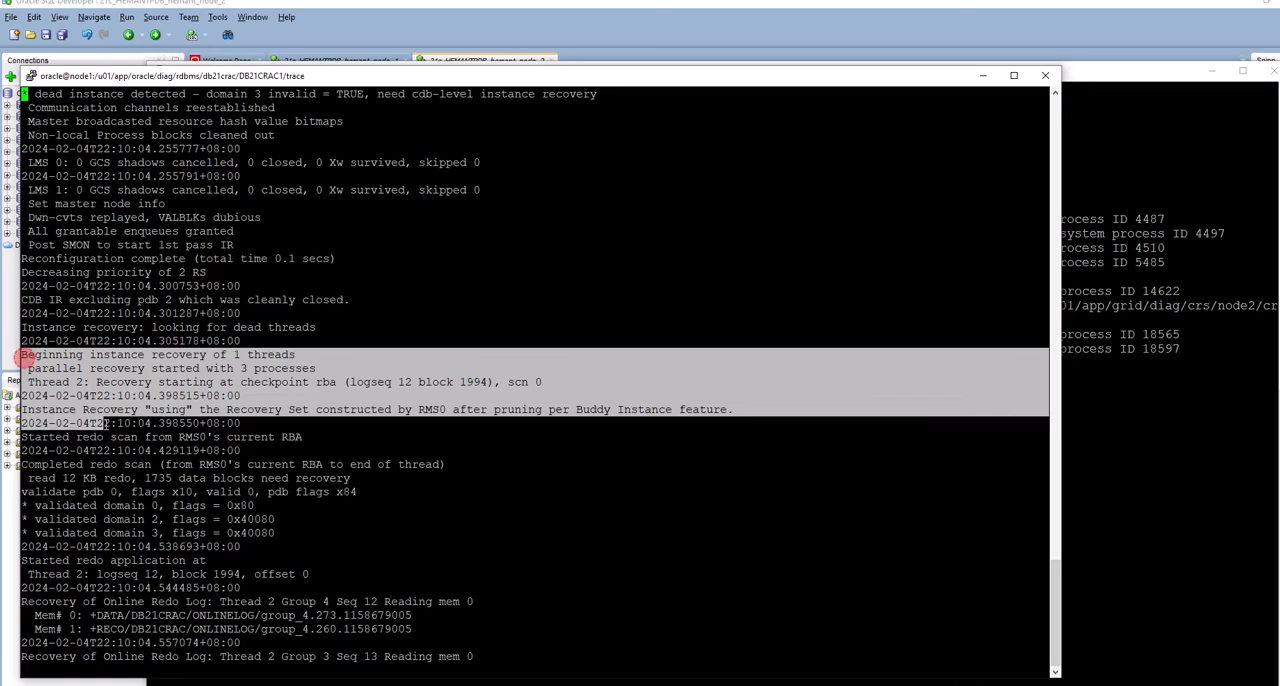 Oracle SQL Developer: 21c_HEMANTPDB_hemant_node_2
File Edit View Navigate Run Source Team Tools Window Help
Connections
oracle@node1:/u01/app/oracle/diag/rdbms/db21crac/DB21CRAC1/trace
* dead instance detected - domain 3 invalid = TRUE, need cdb-level instance recovery
Communication channels reestablished
Master broadcasted resource hash value bitmaps
Non-local Process blocks cleaned out
2024-02-04T22:10:04.255777+08:00
LMS 0: 0 GCS shadows cancelled, 0 closed, 0 Xw survived, skipped 0
2024-02-04T22:10:04.255791+08:00
LMS 1: 0 GCS shadows cancelled, 0 closed, 0 Xw survived, skipped 0
Set master node info
Dwn-cvts replayed, VALBLKs dubious
All grantable enqueues granted
Post SMON to start 1st pass IR
Reconfiguration complete (total time 0.1 secs)
Decreasing priority of 2 RS
2024-02-04T22:10:04.300753+08:00
CDB IR excluding pdb 2 which was cleanly closed.
2024-02-04T22:10:04.301287+08:00
Instance recovery: looking for dead threads
2024-02-04T22:10:04.305178+08:00
Beginning instance recovery of 1 threads
parallel recovery started with 3 processes
Thread 2: Recovery starting at checkpoint rba (logseq 12 block 1994), scn 0
2024-02-04T22:10:04.398515+08:00
Instance Recovery "using" the Recovery Set constructed by RMS0 after pruning per Buddy Instance feature.
2024-02-04T22:10:04.398550+08:00
Started redo scan from RMS0's current RBA
2024-02-04T22:10:04.429119+08:00
Completed redo scan (from RMS0's current RBA to end of thread)
read 12 KB redo, 1735 data blocks need recovery
validate pdb 0, flags x10, valid 0, pdb flags x84
* validated domain 0, flags = 0x80
* validated domain 2, flags = 0x40080
* validated domain 3, flags = 0x40080
2024-02-04T22:10:04.538693+08:00
Started redo application at
Thread 2: logseq 12, block 1994, offset 0
2024-02-04T22:10:04.544485+08:00
Recovery of Online Redo Log: Thread 2 Group 4 Seq 12 Reading mem 0
Mem# 0: +DATA/DB21CRAC/ONLINELOG/group_4.273.1158679005
Mem# 1: +RECO/DB21CRAC/ONLINELOG/group_4.260.1158679005
2024-02-04T22:10:04.557074+08:00
Recovery of Online Redo Log: Thread 2 Group 3 Seq 13 Reading mem 0
process ID 4487
system process ID 4497
process ID 4510
process ID 5485
process ID 14622
01/app/grid/diag/crs/node2/cr
process ID 18565
process ID 18597